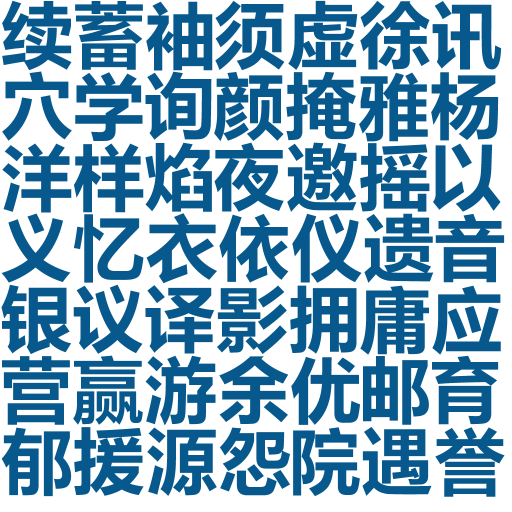 续蓄袖须虚徐讯
穴学询颜掩雅杨
洋样焰夜邀摇以
义忆衣依仪遗音
银议译影拥庸应
营赢游余优邮育
郁援源怨院遇誉